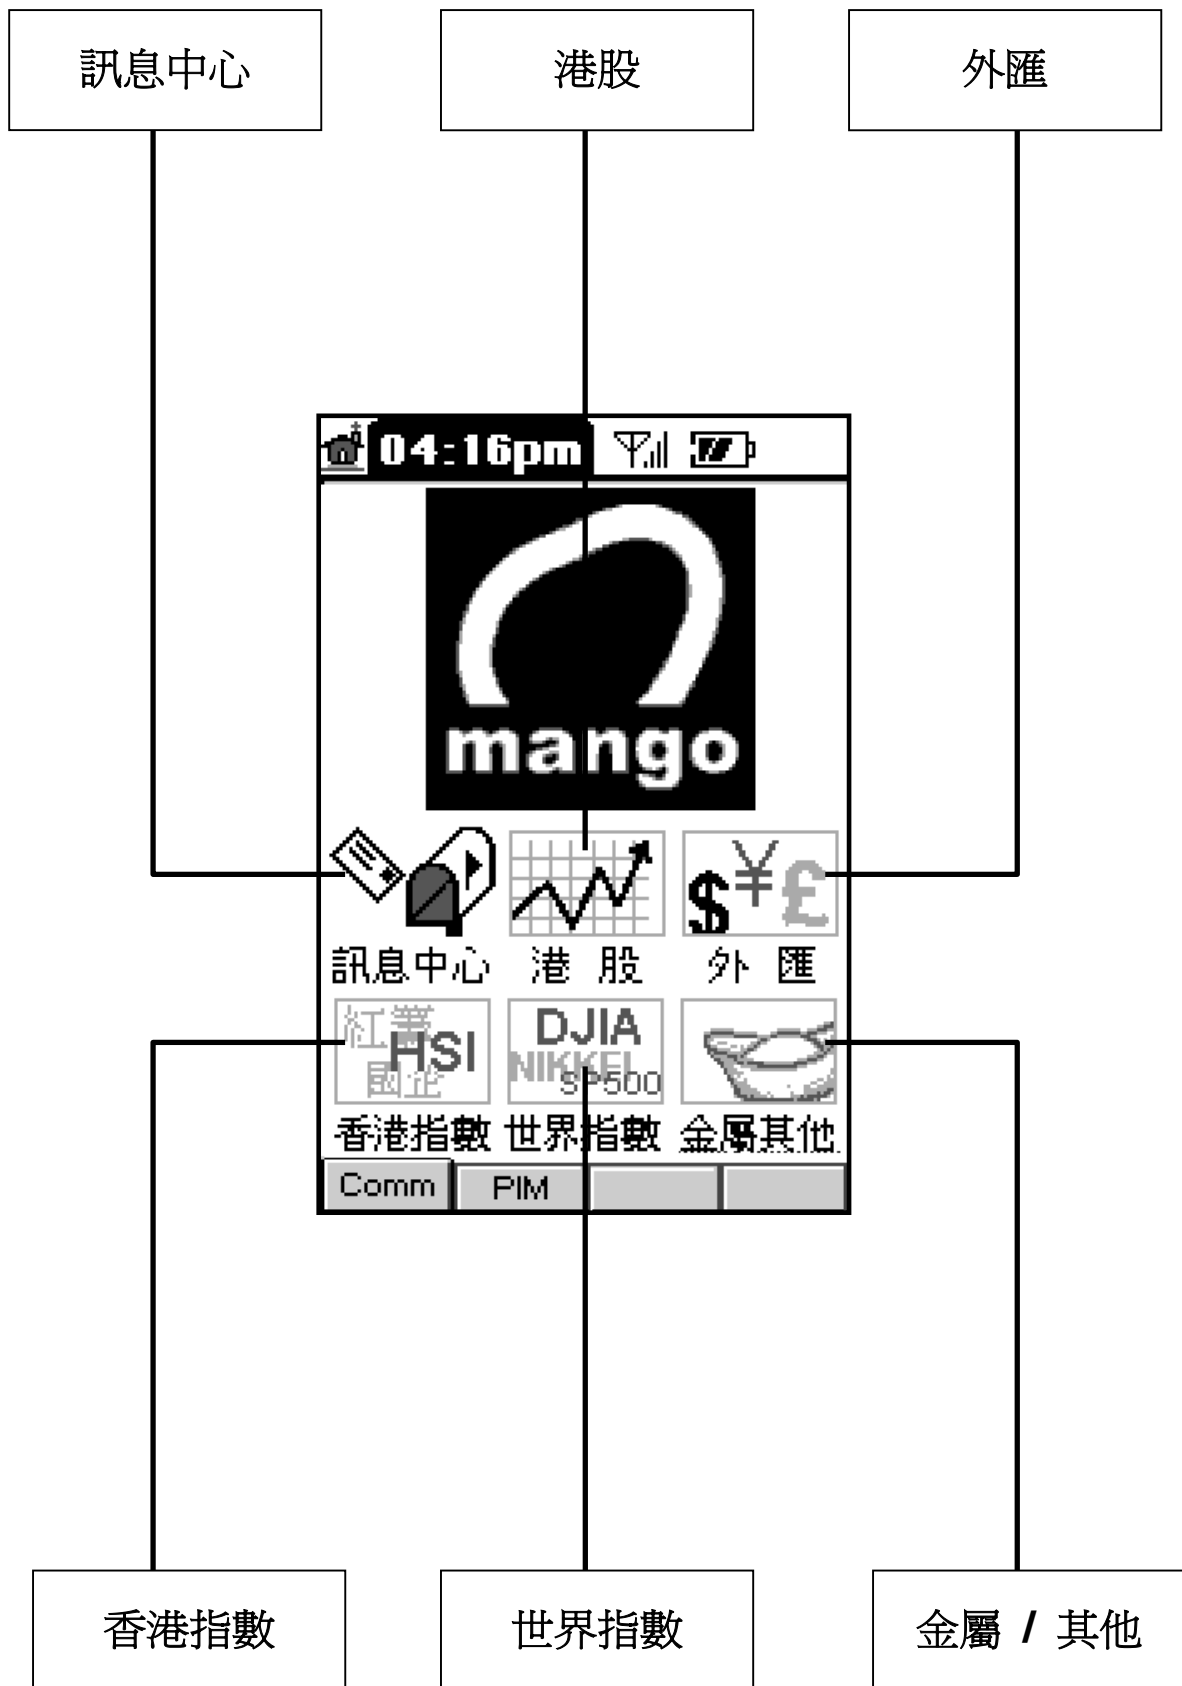 訊息中心 港股 外匯
04:16pm
mango
$ ¥ £
訊息中心 港 股 外 匯
紅籌 HSI 國企
DJIA NIKKEI SP500
香港指數 世界指數 金屬其他
Comm PIM
香港指數 世界指數 金屬 / 其他